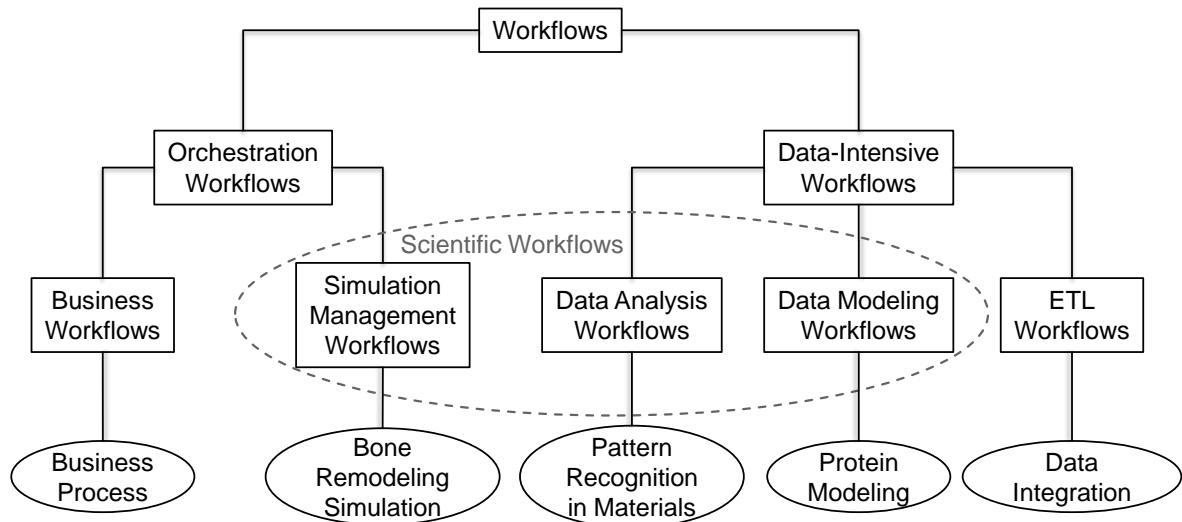 Workflows
Orchestration
Workflows
Data-Intensive
Workflows
Scientific Workflows
Business
Workflows
Simulation
Management
Workflows
Data Analysis
Workflows
Data Modeling
Workflows
ETL
Workflows
Business
Process
Bone
Remodeling
Simulation
Pattern
Recognition
in Materials
Protein
Modeling
Data
Integration